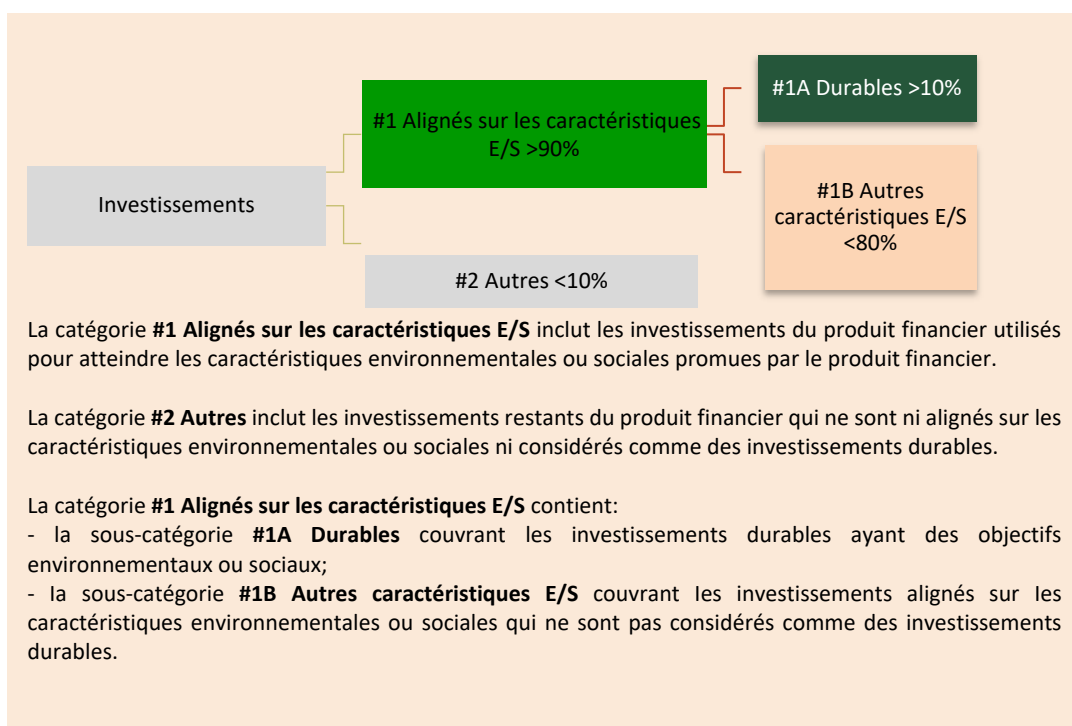 #1A Durables >10%
#1 Alignés sur les caractéristiques
E/S >90%
#1B Autres
caractéristiques E/S
<80%
Investissements
#2 Autres <10%
La catégorie #1 Alignés sur les caractéristiques E/S inclut les investissements du produit financier utilisés
pour atteindre les caractéristiques environnementales ou sociales promues par le produit financier.
La catégorie #2 Autres inclut les investissements restants du produit financier qui ne sont ni alignés sur les
caractéristiques environnementales ou sociales ni considérés comme des investissements durables.
La catégorie #1 Alignés sur les caractéristiques E/S contient:
- la sous-catégorie #1A Durables couvrant les investissements durables ayant des objectifs
environnementaux ou sociaux;
- la sous-catégorie #1B Autres caractéristiques E/S couvrant les investissements alignés sur les
caractéristiques environnementales ou sociales qui ne sont pas considérés comme des investissements
durables.